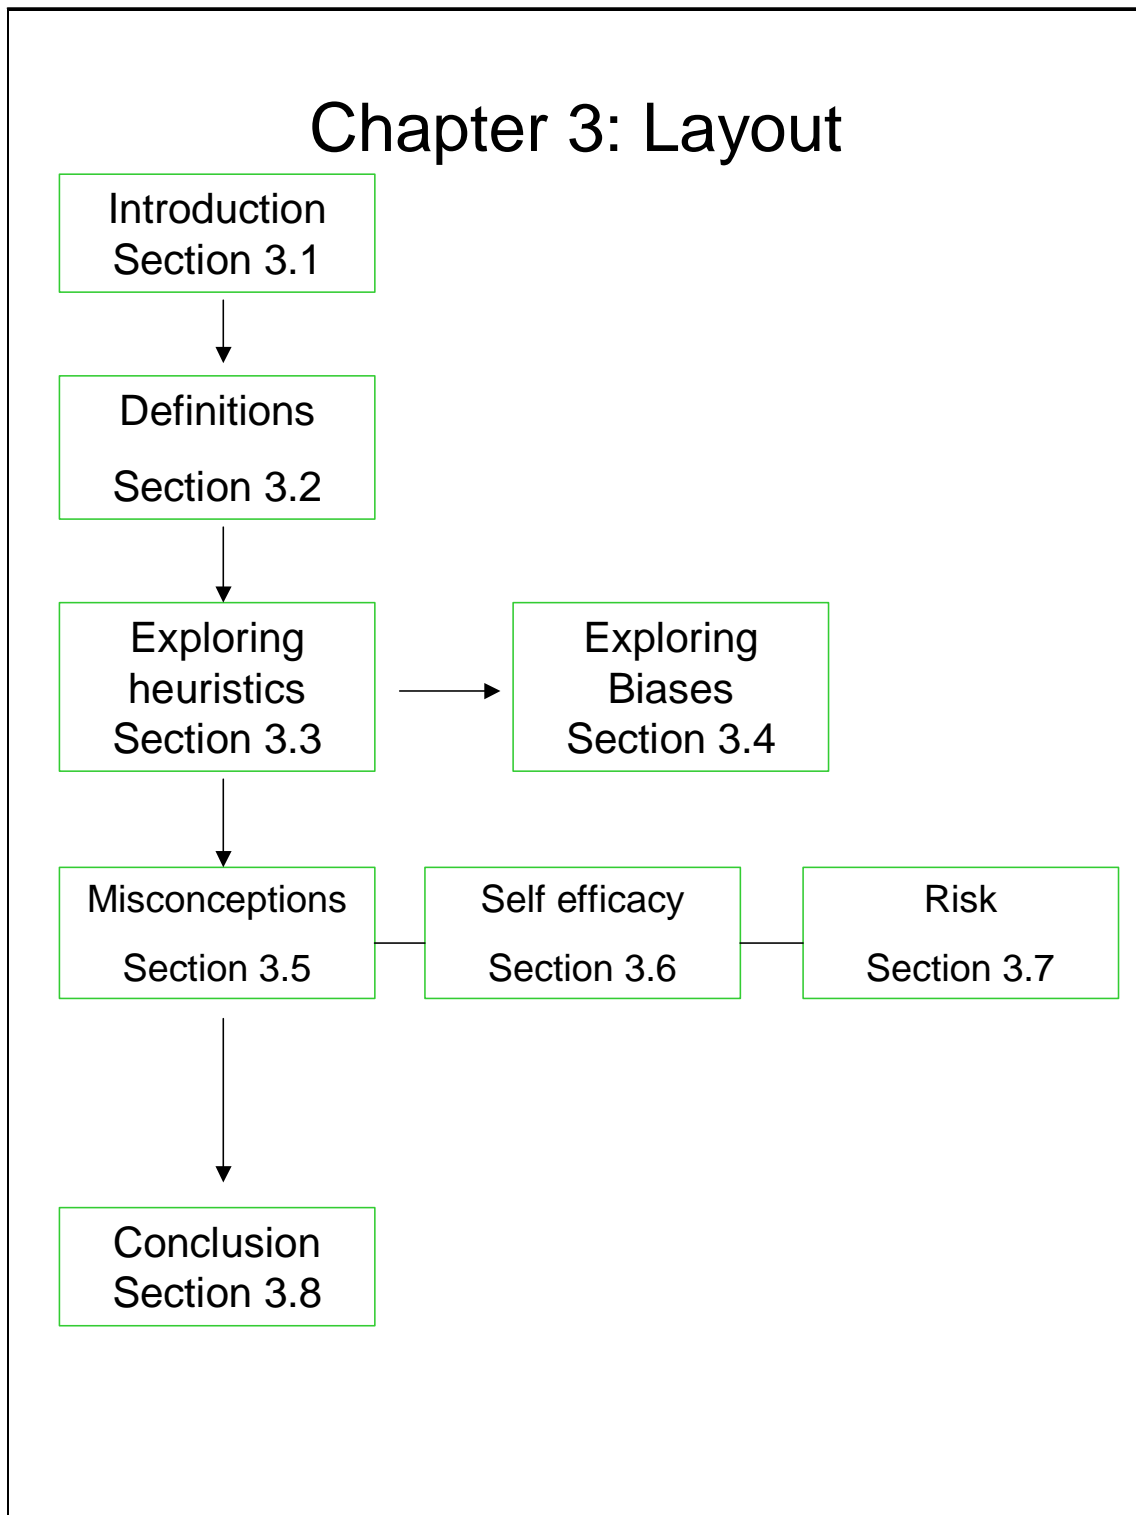 Chapter 3: Layout
Introduction
Section 3.1
Definitions
Section 3.2
Exploring
heuristics
Section 3.3
Exploring
Biases
Section 3.4
Misconceptions
Section 3.5
Self efficacy
Section 3.6
Risk
Section 3.7
Conclusion
Section 3.8